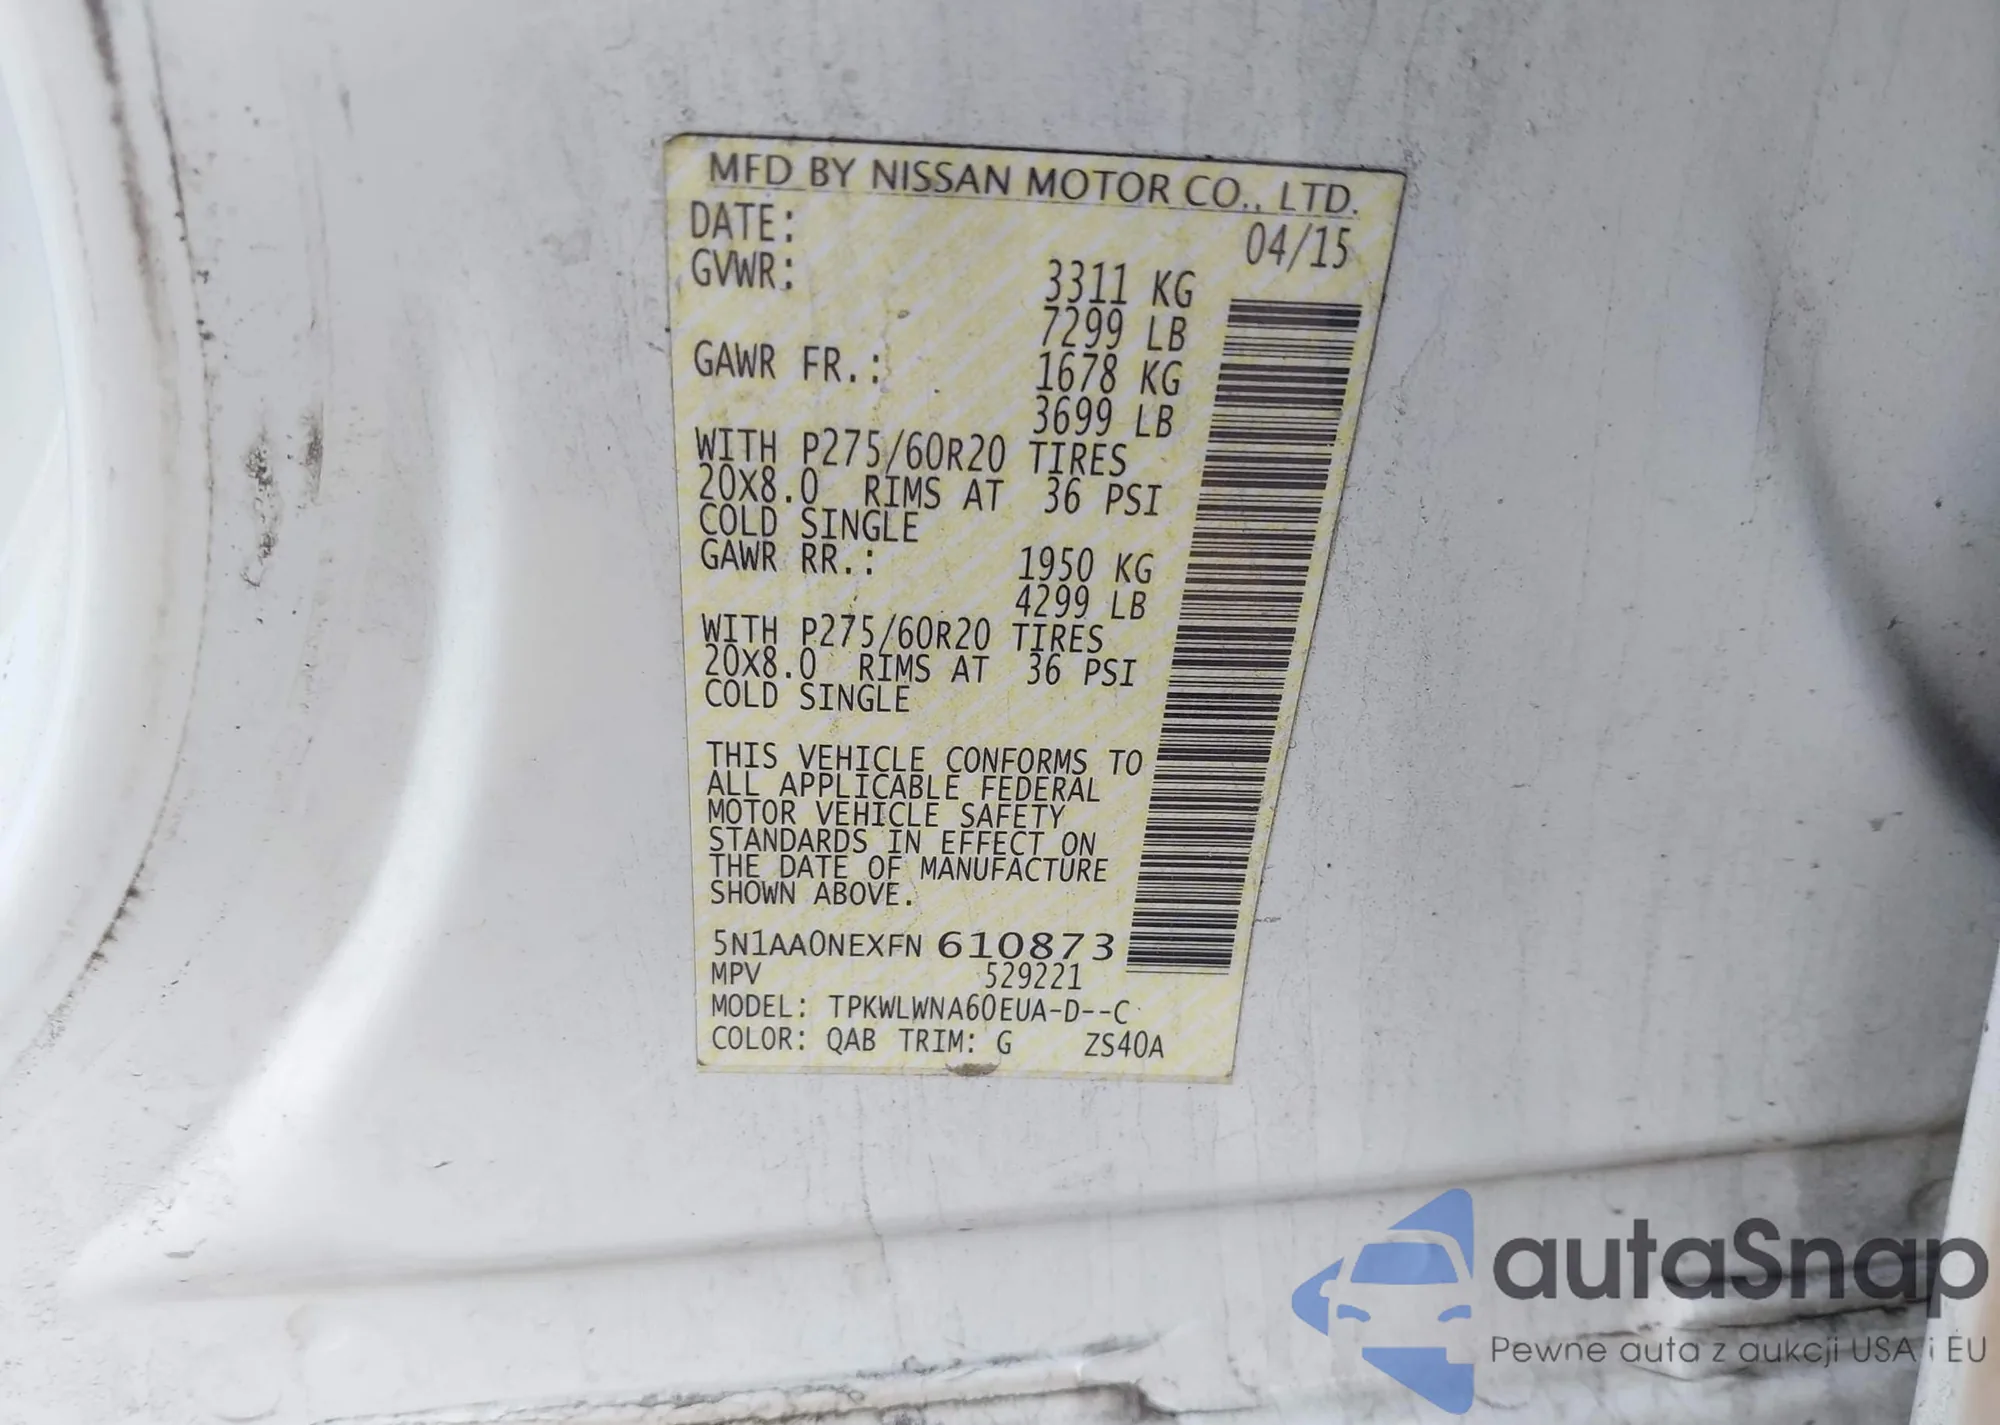 MFD BY NISSAN MOTOR CO., LTD.
DATE: 04/15
GVWR: 3311 KG
7299 LB
GAWR FR.: 1678 KG
3699 LB
WITH P275/60R20 TIRES
20X8.0 RIMS AT 36 PSI
COLD SINGLE
GAWR RR.: 1950 KG
4299 LB
WITH P275/60R20 TIRES
20X8.0 RIMS AT 36 PSI
COLD SINGLE
THIS VEHICLE CONFORMS TO
ALL APPLICABLE FEDERAL
MOTOR VEHICLE SAFETY
STANDARDS IN EFFECT ON
THE DATE OF MANUFACTURE
SHOWN ABOVE.
5N1AA0NEXFN 610873
MPV 529221
MODEL: TPKWLWNA60EUA-D--C
COLOR: QAB TRIM: G ZS40A
autaSnap
Pewne auta z aukcji USA i EU